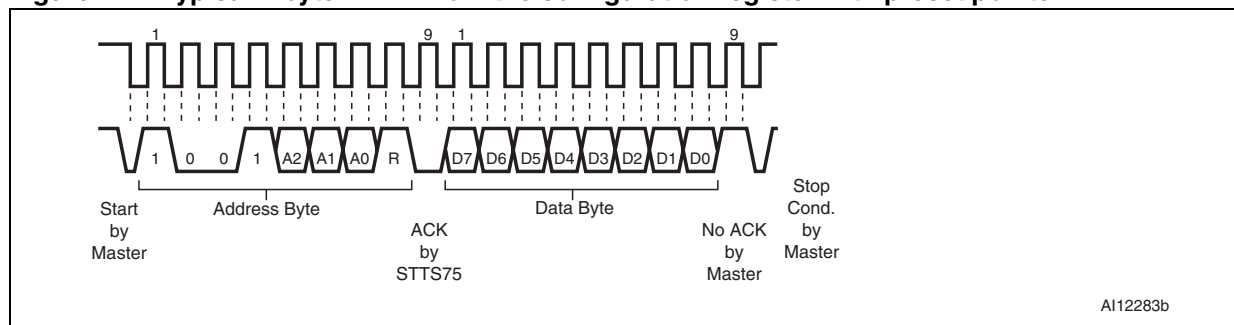 1 9 1 9
1 0 0 1 A2 A1 A0 R D7 D6 D5 D4 D3 D2 D1 D0
Start
by
Master
Address Byte
ACK
by
STTS75
Data Byte
No ACK
by
Master
Stop
Cond.
by
Master
AI12283b